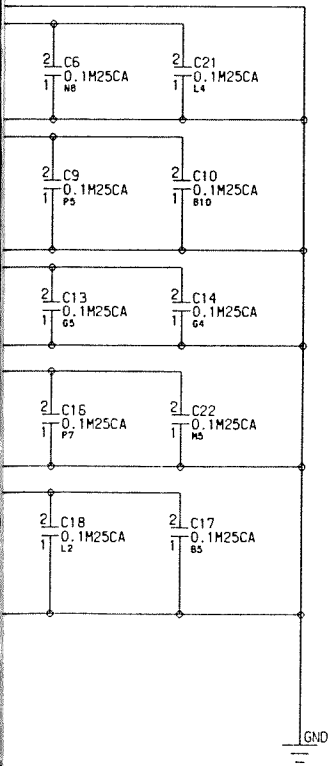 2 C6 2 C21
0.1M25CA 0.1M25CA
1 N8 1 L4
2 C9 2 C10
0.1M25CA 0.1M25CA
1 P5 1 B10
2 C13 2 C14
0.1M25CA 0.1M25CA
1 G5 1 G4
2 C16 2 C22
0.1M25CA 0.1M25CA
1 P7 1 M5
2 C18 2 C17
0.1M25CA 0.1M25CA
1 L2 1 B5
GND